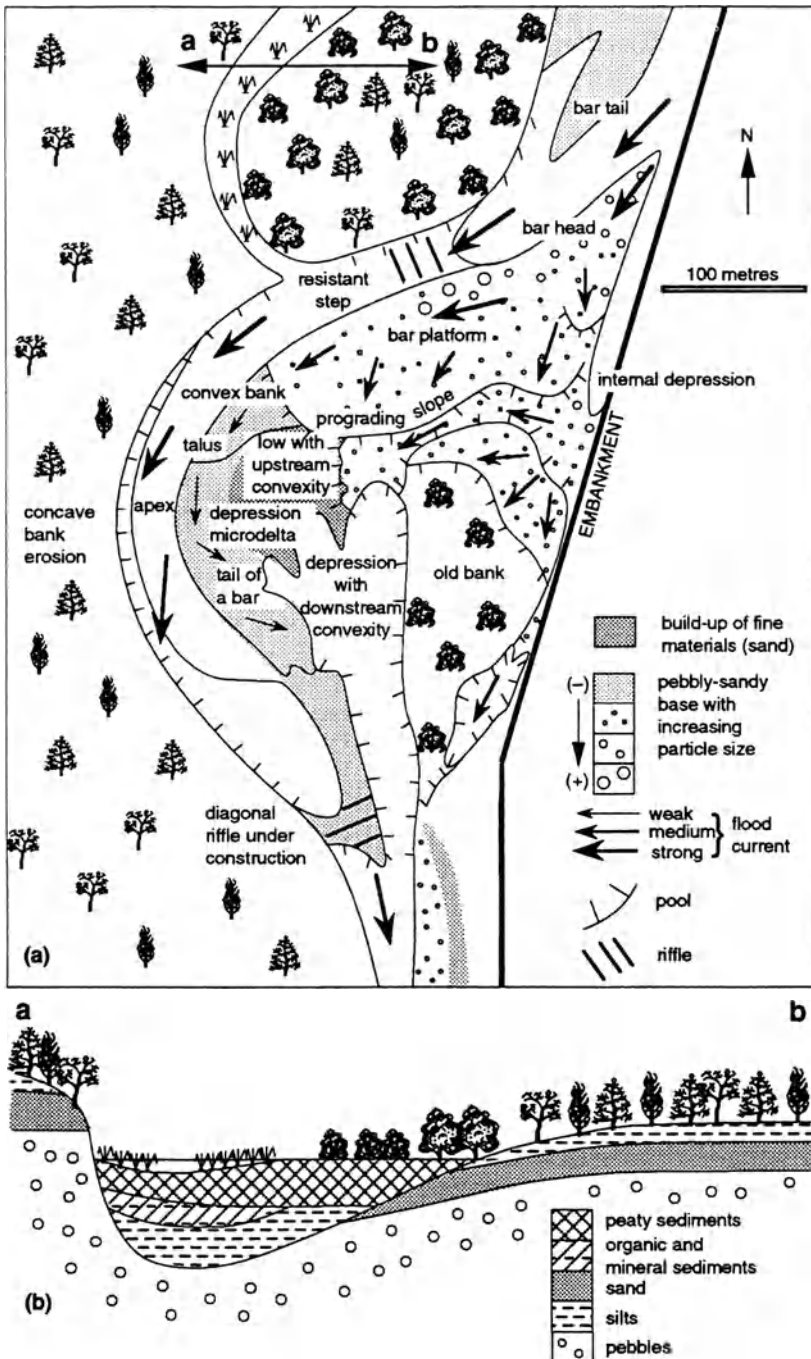 a
b
bar tail
N
bar head
100 metres
resistant
step
bar platform
internal depression
convex bank
prograding slope
talus
low with
upstream
convexity
EMBANKMENT
apex
concave
bank
erosion
depression
microdelta
tail of
a bar
depression
with
downstream
convexity
old bank
build-up of fine
materials (sand)
(–)
pebbly-sandy
base with
increasing
particle size
(+)
weak
medium
strong
flood
current
diagonal
riffle under
construction
pool
riffle
(a)
a
b
peaty sediments
organic and
mineral sediments
sand
silts
pebbles
(b)